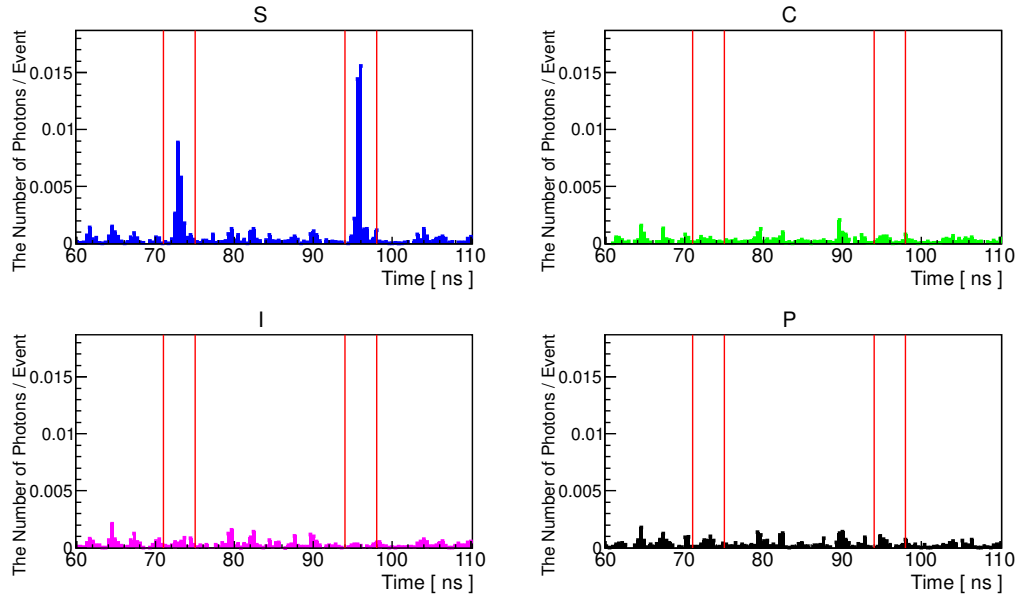 S
The Number of Photons / Event
0.015
0.01
0.005
0
60 70 80 90 100 110
Time [ ns ]
C
The Number of Photons / Event
0.015
0.01
0.005
0
60 70 80 90 100 110
Time [ ns ]
I
The Number of Photons / Event
0.015
0.01
0.005
0
60 70 80 90 100 110
Time [ ns ]
P
The Number of Photons / Event
0.015
0.01
0.005
0
60 70 80 90 100 110
Time [ ns ]